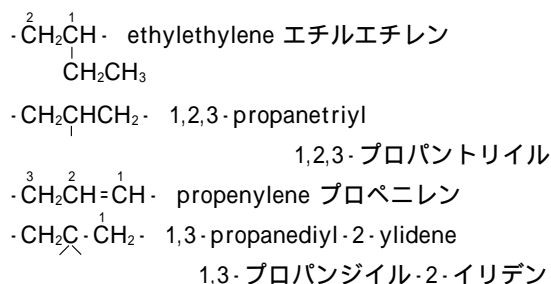 2 1
-CH₂CH- ethylethylene エチルエチレン
CH₂CH₃
-CH₂CHCH₂- 1,2,3-propanetriyl
1,2,3-プロパントリイル
3 2 1
-CH₂CH=CH- propenylene プロペニレン
1
-CH₂C-CH₂- 1,3-propanediyl-2-ylidene
1,3-プロパンジイル-2-イリデン